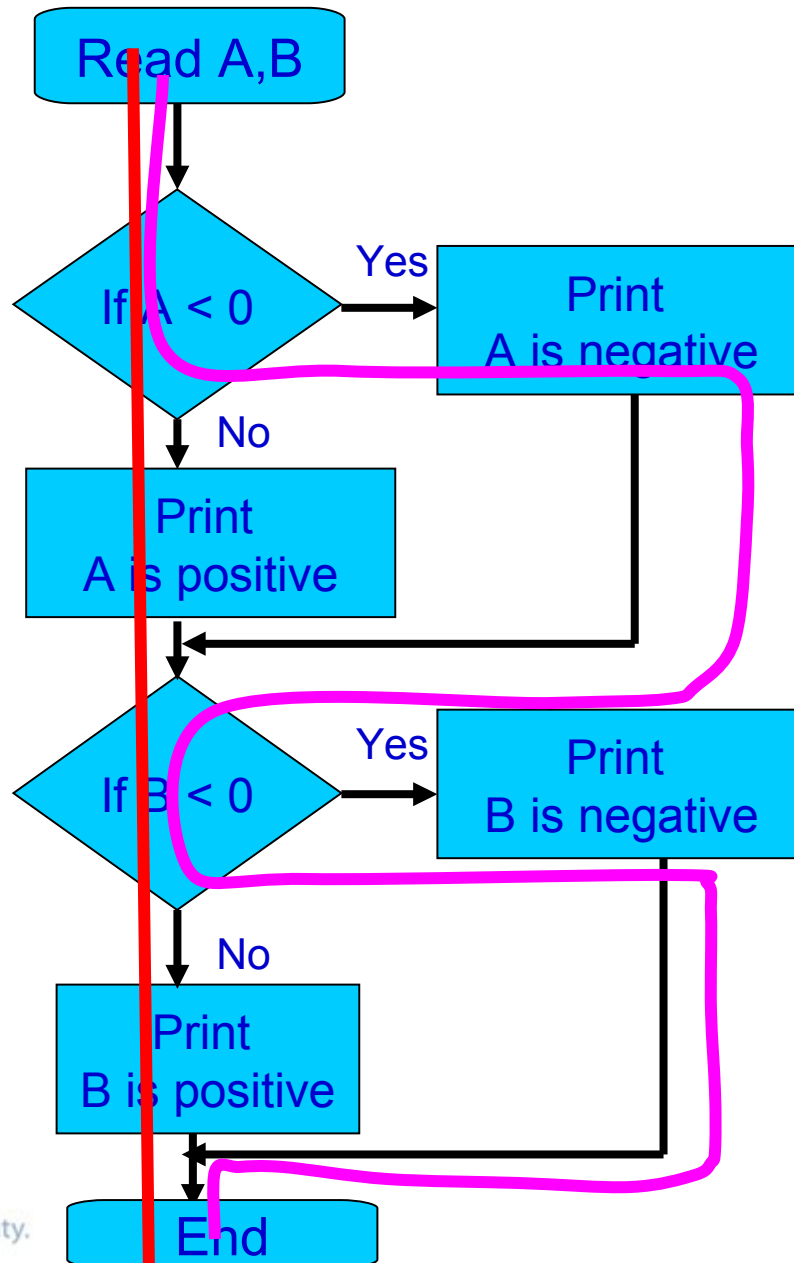 Read A,B
If A < 0
Yes
Print
A is negative
No
Print
A is positive
If B < 0
Yes
Print
B is negative
No
Print
B is positive
End
ty.